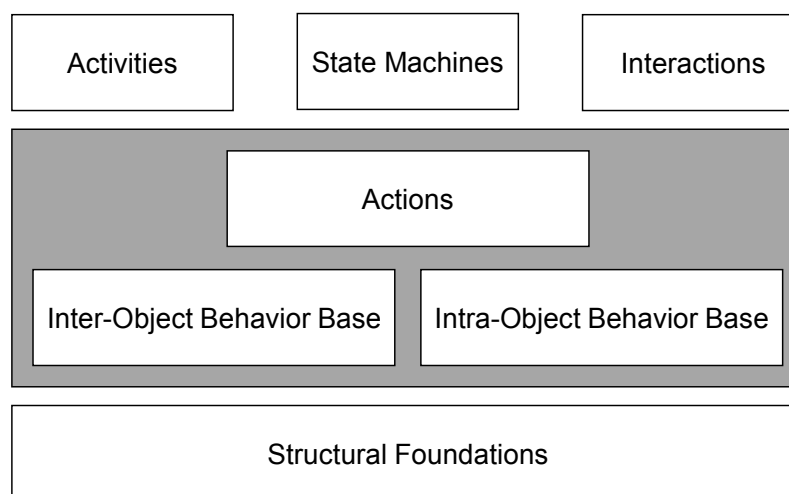 Activities
State Machines
Interactions
Actions
Inter-Object Behavior Base
Intra-Object Behavior Base
Structural Foundations